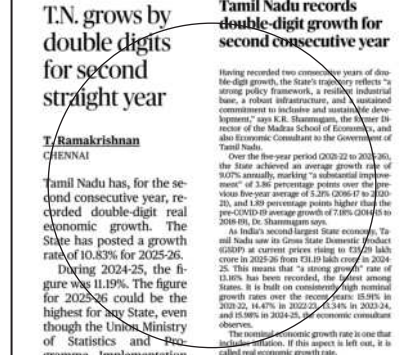 T.N. grows by
double digits
for second
straight year
T. Ramakrishnan
CHENNAI
Tamil Nadu has, for the se-
cond consecutive year, re-
corded double-digit real
economic growth. The
State has posted a growth
rate of 10.83% for 2025-26.
During 2024-25, the fi-
gure was 11.19%. The figure
for 2025-26 could be the
highest for any State, even
though the Union Ministry
of Statistics and Pro-
gramme Implementation
Tamil Nadu records
double-digit growth for
second consecutive year
Having recorded two consecutive years of dou-
ble-digit growth, the State's trajectory reflects "a
strong policy framework, a resilient industrial
base, a robust infrastructure, and a sustained
commitment to inclusive and sustainable deve-
lopment," says K.R. Shanmugam, the former Di-
rector of the Madras School of Economics, and
also Economic Consultant to the Government of
Tamil Nadu.
Over the five-year period (2021-22 to 2025-26),
the State achieved an average growth rate of
9.07% annually, marking "a substantial improve-
ment" of 3.86 percentage points over the pre-
vious five-year average of 5.21% (2016-17 to 2020-
21), and 1.89 percentage points higher than the
pre-COVID-19 average growth of 7.18% (2014-15 to
2018-19), Dr. Shanmugam says.
As India's second-largest State economy, Ta-
mil Nadu saw its Gross State Domestic Product
(GSDP) at current prices rising to lakh
crore in 2025-26 from ₹31.19 lakh crore in 2024-
25. This means that "a strong growth" rate of
13.16% has been recorded, the fastest among
States. It is built on consistently high nominal
growth rates over the recent years: 15.91% in
2021-22, 14.47% in 2022-23, 13.34% in 2023-24,
and 15.98% in 2024-25, the economic consultant
observes.
The nominal economic growth rate is one that
includes inflation. If this aspect is left out, it is
called real economic growth rate.